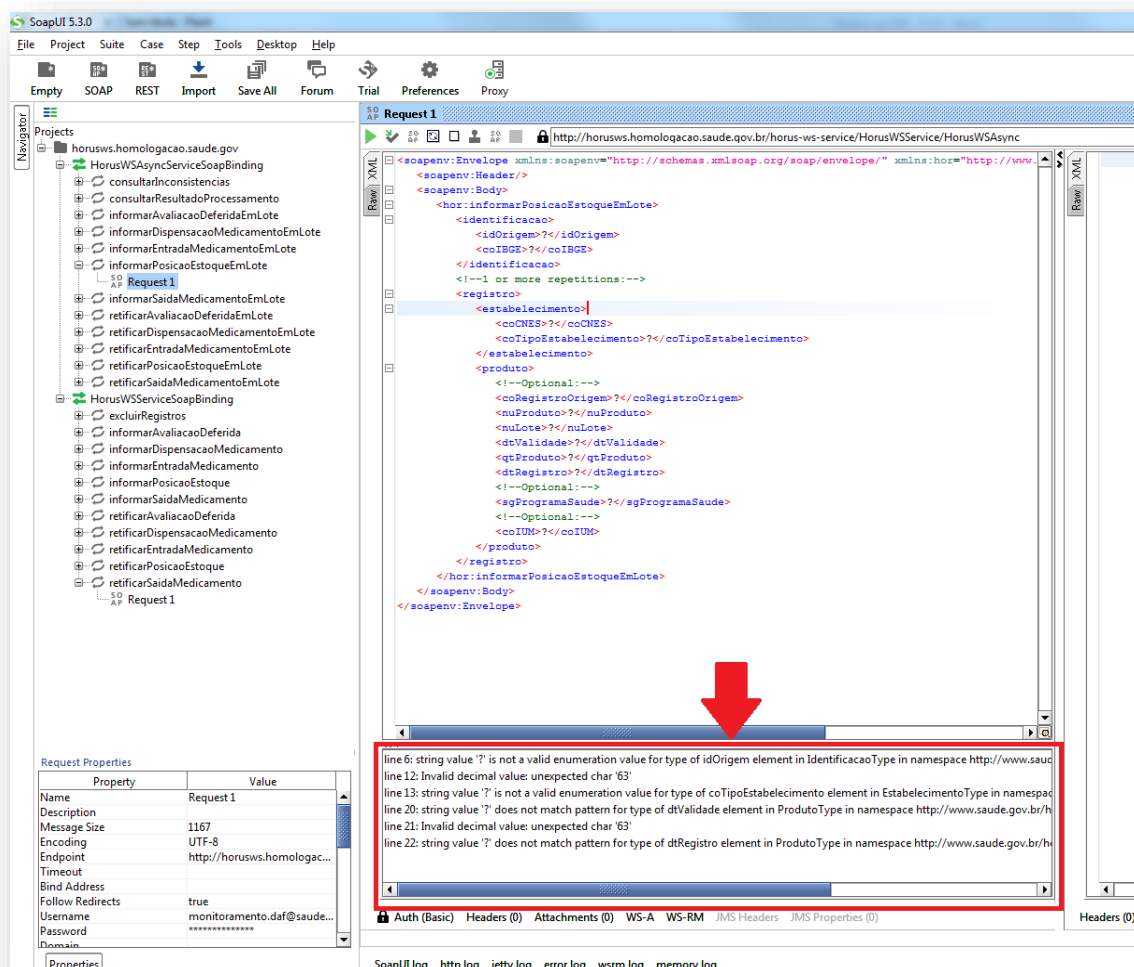 SoapUI 5.3.0
File Project Suite Case Step Tools Desktop Help
Empty SOAP REST Import Save All Forum Trial Preferences Proxy
Navigator
Projects
horusws.homologacao.saude.gov
HorusWSAsyncServiceSoapBinding
consultarInconsistencias
consultarResultadoProcessamento
informarAvaliacaoDeferidaEmLote
informarDispensacaoMedicamentoEmLote
informarEntradaMedicamentoEmLote
informarPosicaoEstoqueEmLote
Request 1
informarSaidaMedicamentoEmLote
retificarAvaliacaoDeferidaEmLote
retificarDispensacaoMedicamentoEmLote
retificarEntradaMedicamentoEmLote
retificarPosicaoEstoqueEmLote
retificarSaidaMedicamentoEmLote
HorusWSServiceSoapBinding
excluirRegistros
informarAvaliacaoDeferida
informarDispensacaoMedicamento
informarEntradaMedicamento
informarPosicaoEstoque
informarSaidaMedicamento
retificarAvaliacaoDeferida
retificarDispensacaoMedicamento
retificarEntradaMedicamento
retificarPosicaoEstoque
retificarSaidaMedicamento
Request 1
Request Properties
Property Value
Name Request 1
Description
Message Size 1167
Encoding UTF-8
Endpoint http://horusws.homologac...
Timeout
Bind Address
Follow Redirects true
Username monitoramento.daf@saude...
Password **************
Domain
Properties
Request 1
http://horusws.homologacao.saude.gov.br/horus-ws-service/HorusWSService/HorusWSAsync
XML
Raw
<soapenv:Envelope xmlns:soapenv="http://schemas.xmlsoap.org/soap/envelope/" xmlns:hor="http://www.
<soapenv:Header/>
<soapenv:Body>
<hor:informarPosicaoEstoqueEmLote>
<identificacao>
<idOrigem>?</idOrigem>
<coIBGE>?</coIBGE>
</identificacao>
<!--1 or more repetitions:-->
<registro>
<estabelecimento>
<coCNES>?</coCNES>
<coTipoEstabelecimento>?</coTipoEstabelecimento>
</estabelecimento>
<produto>
<!--Optional:-->
<coRegistroOrigem>?</coRegistroOrigem>
<nuProduto>?</nuProduto>
<nuLote>?</nuLote>
<dtValidade>?</dtValidade>
<qtProduto>?</qtProduto>
<dtRegistro>?</dtRegistro>
<!--Optional:-->
<sgProgramaSaude>?</sgProgramaSaude>
<!--Optional:-->
<coIUM>?</coIUM>
</produto>
</registro>
</hor:informarPosicaoEstoqueEmLote>
</soapenv:Body>
</soapenv:Envelope>
line 6: string value '?' is not a valid enumeration value for type of idOrigem element in IdentificacaoType in namespace http://www.saud
line 12: Invalid decimal value: unexpected char '63'
line 13: string value '?' is not a valid enumeration value for type of coTipoEstabelecimento element in EstabelecimentoType in namespac
line 20: string value '?' does not match pattern for type of dtValidade element in ProdutoType in namespace http://www.saude.gov.br/h
line 21: Invalid decimal value: unexpected char '63'
line 22: string value '?' does not match pattern for type of dtRegistro element in ProdutoType in namespace http://www.saude.gov.br/h
Auth (Basic) Headers (0) Attachments (0) WS-A WS-RM JMS Headers JMS Properties (0)
SoapUI log http log jetty log error log wsrm log memory log
XML
Raw
Headers (0)